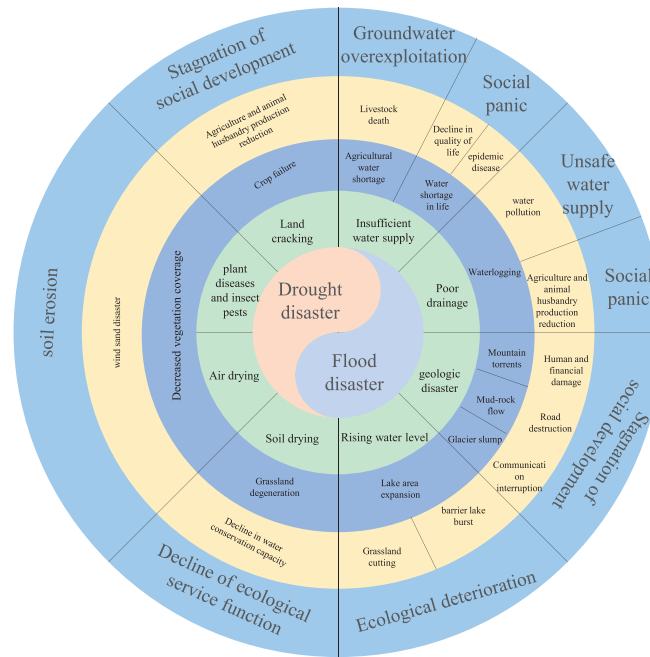 Groundwater
overexploitation
Stagnation of
social development
Social
panic
Unsafe
water
supply
Social
panic
Stagnation of
social development
Ecological deterioration
Decline of ecological
service function
soil erosion
Agriculture and animal
husbandry production
reduction
Livestock
death
Decline in
quality of
life
epidemic
disease
water
pollution
Agriculture and
animal
husbandry
production
reduction
Human and
financial
damage
Road
destruction
Communicati
on
interruption
barrier lake
burst
Grassland
cutting
Decline in water
conservation capacity
wind sand disaster
Crop failure
Agricultural
water
shortage
Water
shortage
in life
Waterlogging
Mountain
torrents
Mud-rock
flow
Glacier slump
Lake area
expansion
Grassland
degeneration
Decreased vegetation coverage
Land
cracking
Insufficient
water supply
Poor
drainage
geologic
disaster
Rising water level
Soil drying
Air drying
plant
diseases
and insect
pests
Drought
disaster
Flood
disaster